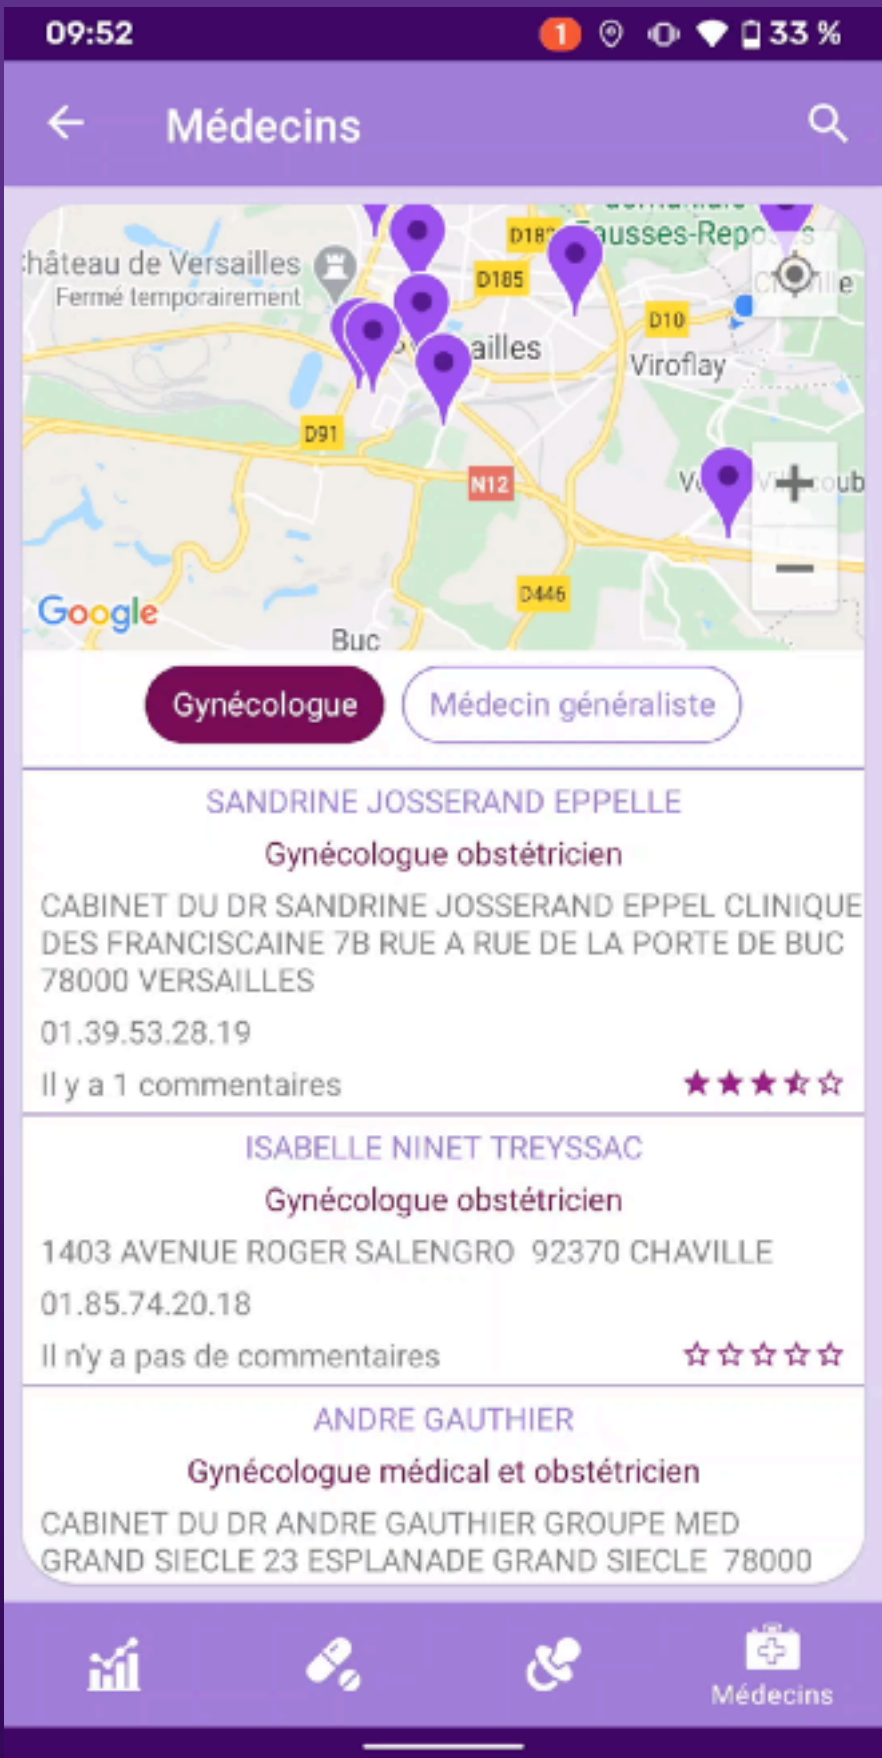 09:52
1
33 %
Médecins
D185
Château de Versailles
Fermé temporairement
D10
Viroflay
D91
N12
D446
Google
Buc
Gynécologue
Médecin généraliste
SANDRINE JOSSERAND EPPELLE
Gynécologue obstétricien
CABINET DU DR SANDRINE JOSSERAND EPPEL CLINIQUE
DES FRANCISCAINE 7B RUE A RUE DE LA PORTE DE BUC
78000 VERSAILLES
01.39.53.28.19
Il y a 1 commentaires
ISABELLE NINET TREYSSAC
Gynécologue obstétricien
1403 AVENUE ROGER SALENGRO  92370 CHAVILLE
01.85.74.20.18
Il n'y a pas de commentaires
ANDRE GAUTHIER
Gynécologue médical et obstétricien
CABINET DU DR ANDRE GAUTHIER GROUPE MED
GRAND SIECLE 23 ESPLANADE GRAND SIECLE  78000
Médecins